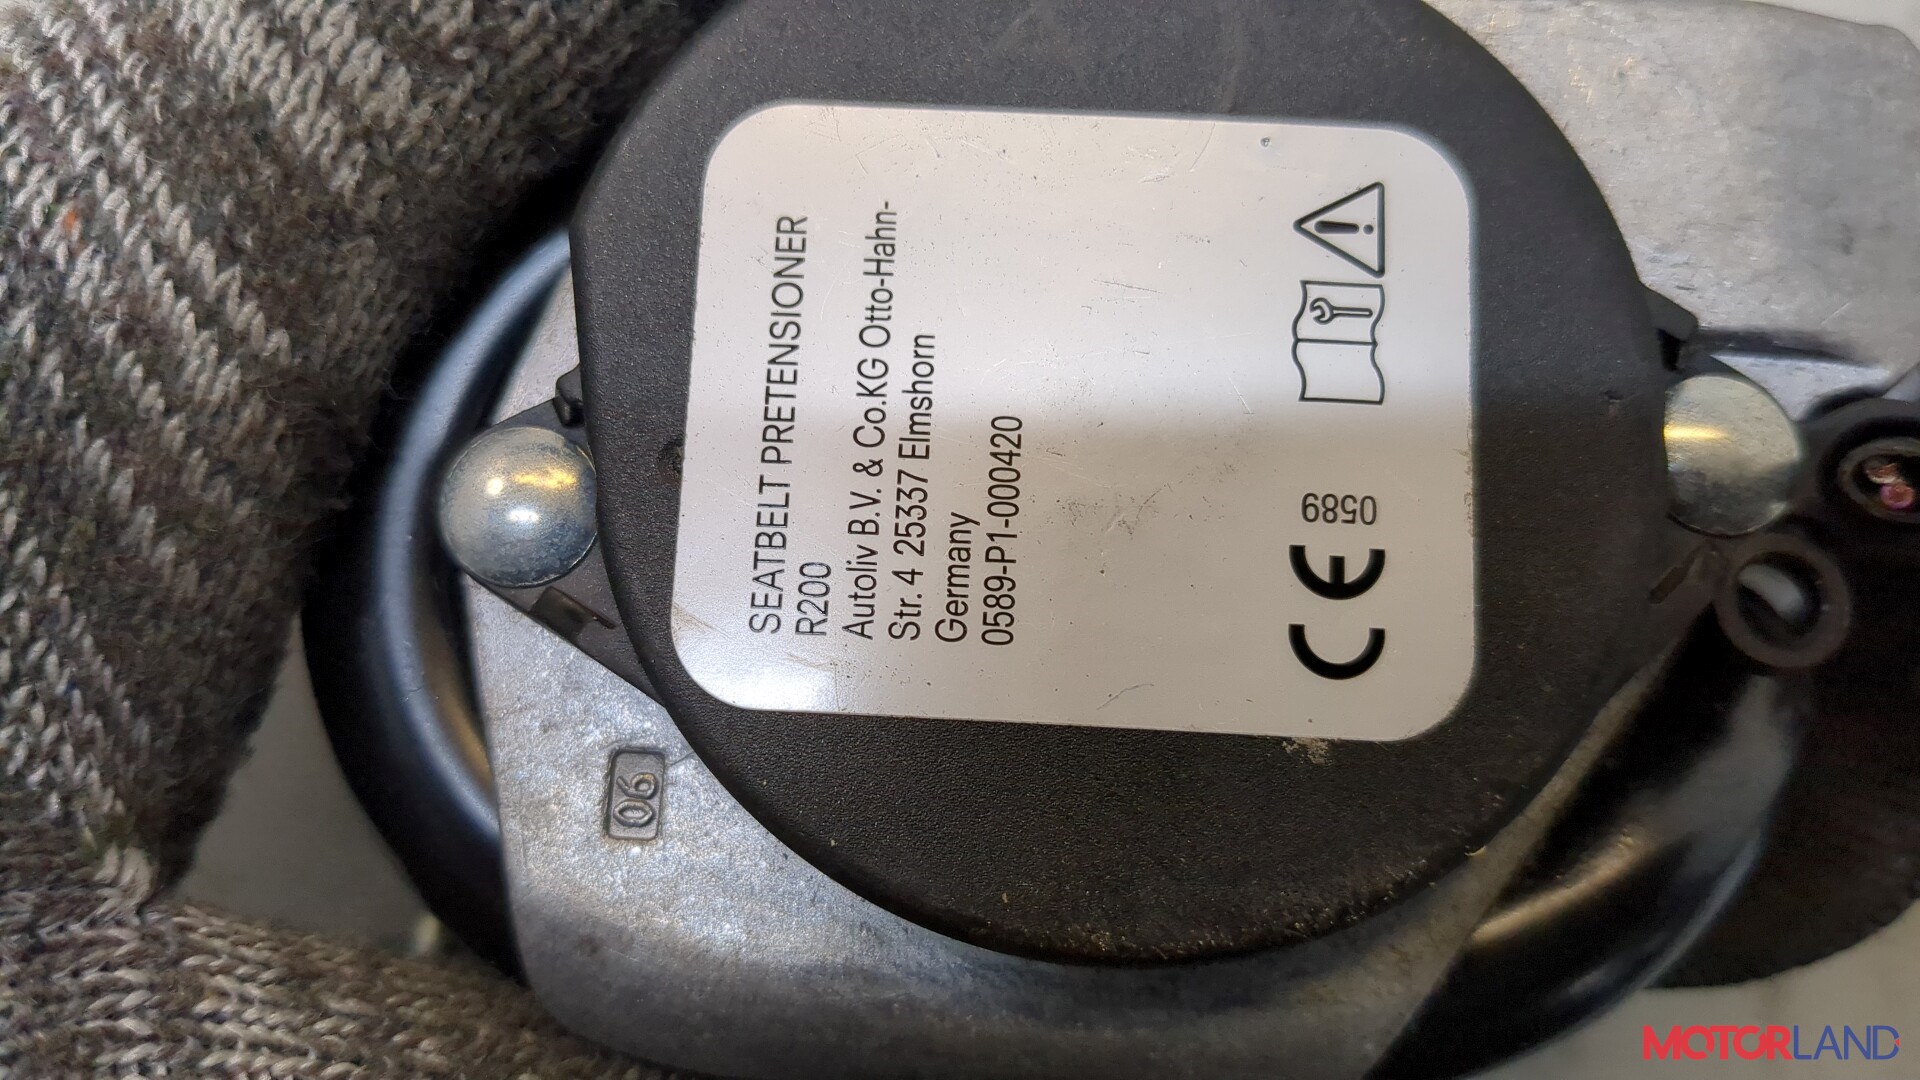 SEATBELT PRETENSIONER
R200
Autoliv B.V. & Co.KG Otto-Hahn-
Str. 4 25337 Elmshorn
Germany
0589-P1-000420
CE 0589
06
MOTORLAND